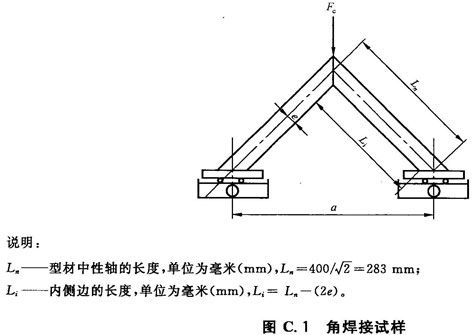 F_c
L_n
e
L_i
a
说明：
L_n——型材中性轴的长度,单位为毫米(mm),L_n=400/√2=283 mm；
L_i——内侧边的长度,单位为毫米(mm),L_i= L_n-(2e)。
图 C.1 角焊接试样